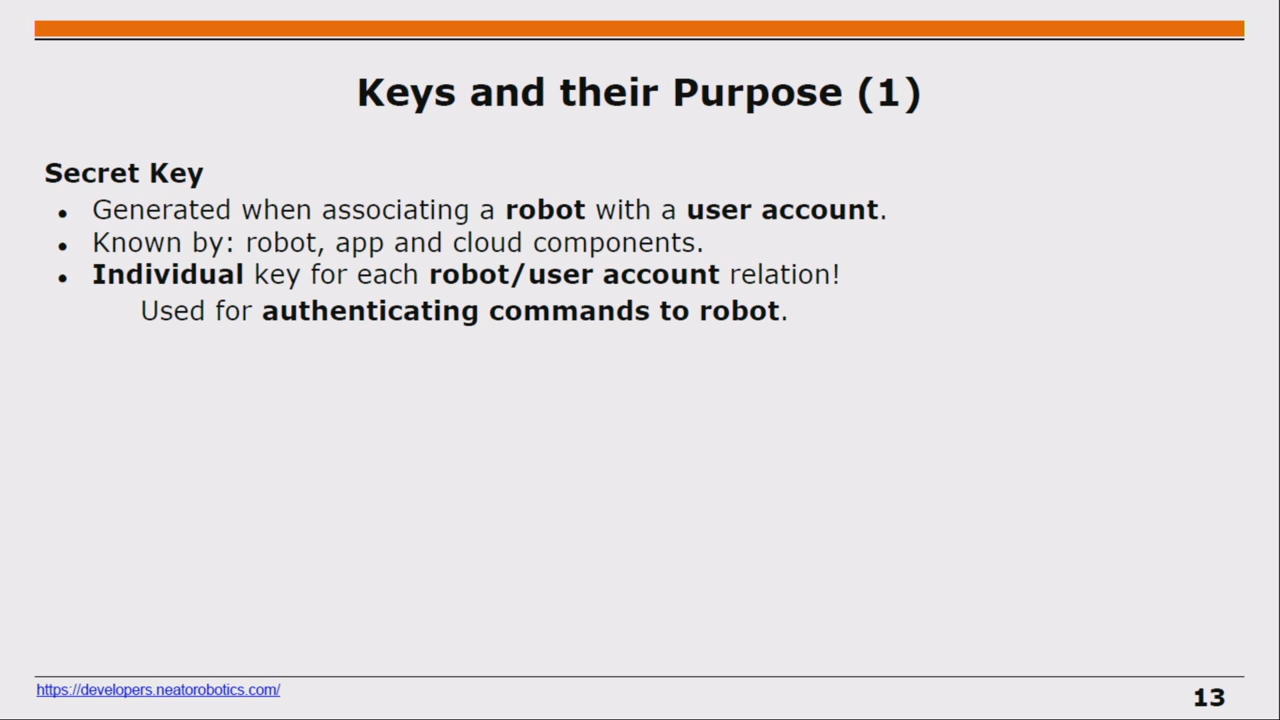 Keys and their Purpose (1)
Secret Key
• Generated when associating a robot with a user account.
• Known by: robot, app and cloud components.
• Individual key for each robot/user account relation!
Used for authenticating commands to robot.
https://developers.neatorobotics.com/
13